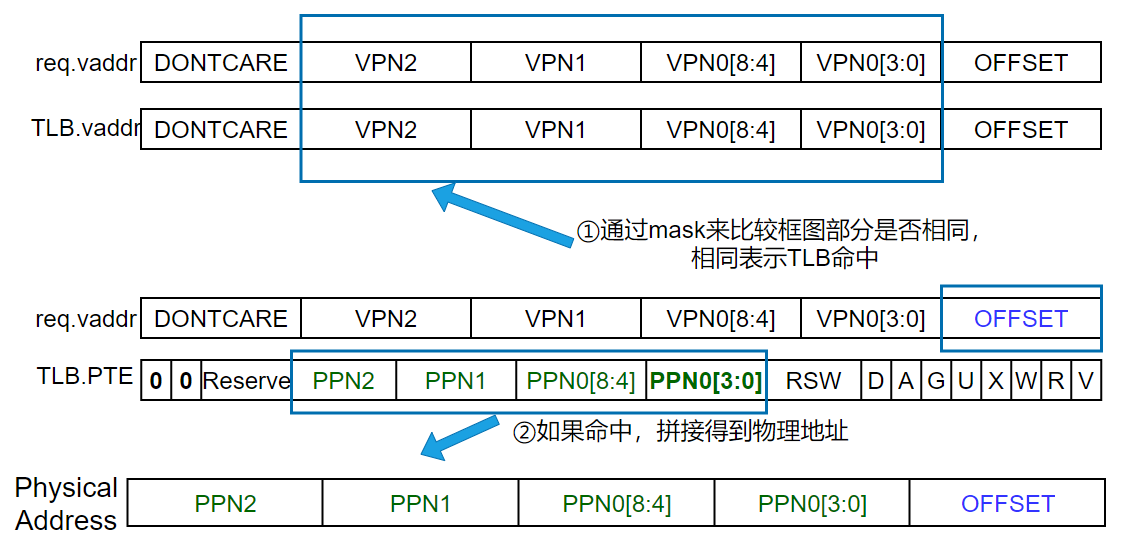 req.vaddr DONTCARE VPN2 VPN1 VPN0[8:4] VPN0[3:0] OFFSET
TLB.vaddr DONTCARE VPN2 VPN1 VPN0[8:4] VPN0[3:0] OFFSET
①通过mask来比较框图部分是否相同，
相同表示TLB命中
req.vaddr DONTCARE VPN2 VPN1 VPN0[8:4] VPN0[3:0] OFFSET
TLB.PTE 0 0 Reserve PPN2 PPN1 PPN0[8:4] PPN0[3:0] RSW D A G U X W R V
②如果命中，拼接得到物理地址
Physical
Address PPN2 PPN1 PPN0[8:4] PPN0[3:0] OFFSET